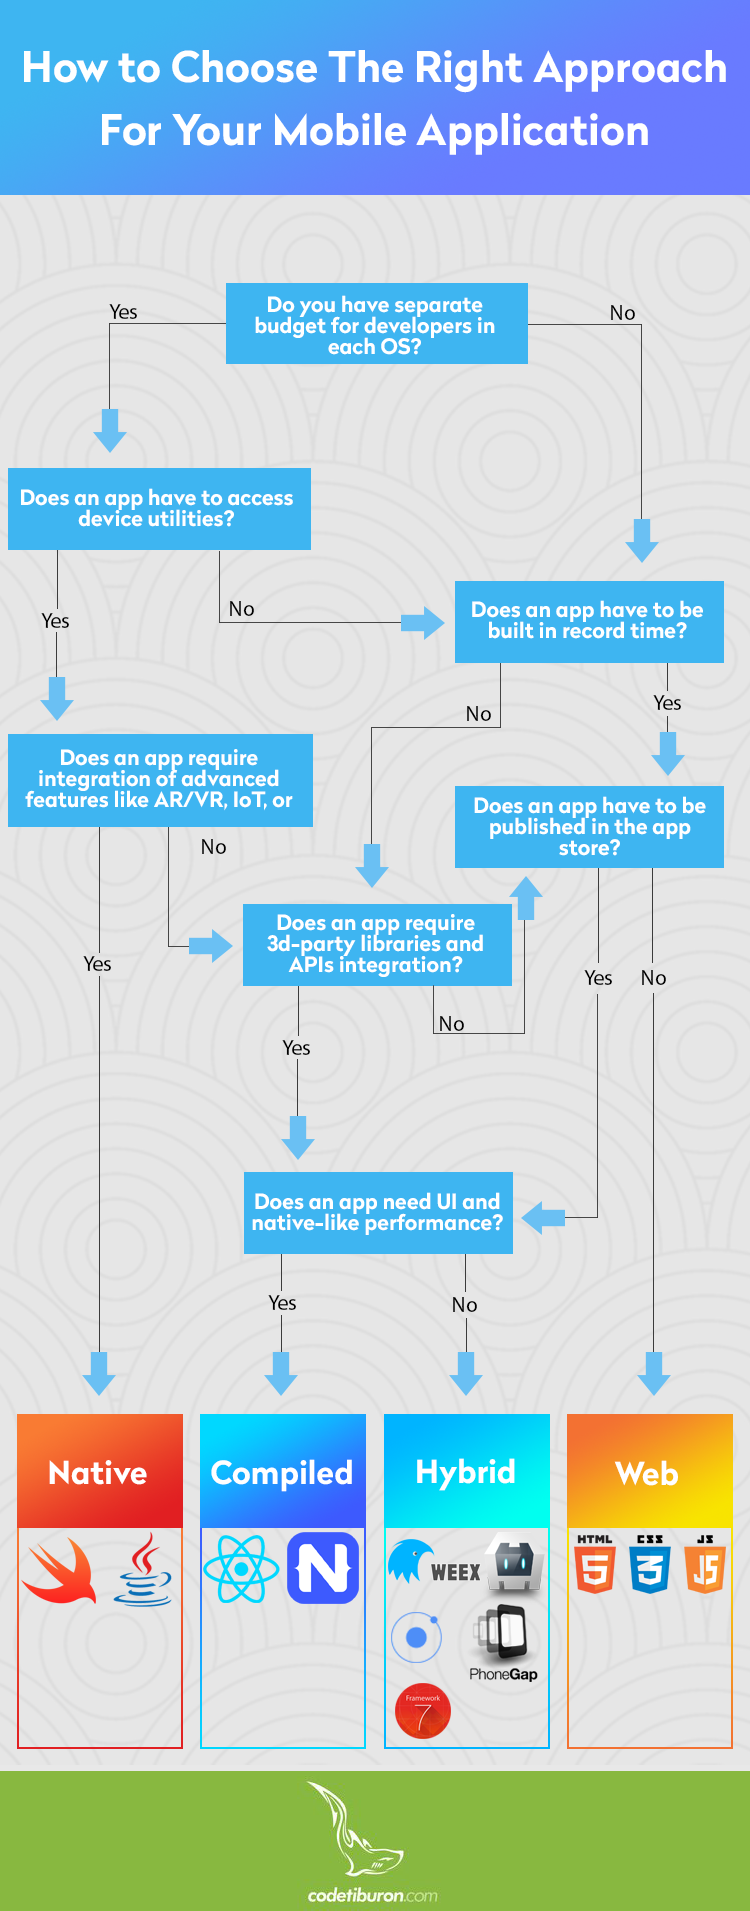 How to Choose The Right Approach
For Your Mobile Application
Do you have separate
budget for developers in
each OS?
Yes
No
Does an app have to access
device utilities?
Yes
No
Does an app have to be
built in record time?
No
Yes
Does an app require
integration of advanced
features like AR/VR, IoT, or
No
Yes
Does an app have to be
published in the app
store?
Does an app require
3d-party libraries and
APIs integration?
Yes
No
Yes
No
Does an app need UI and
native-like performance?
Yes
No
Native
Compiled
Hybrid
Web
N
WEEX
PhoneGap
Framework
7
HTML
5
CSS
3
JS
JS
codetiburon.com